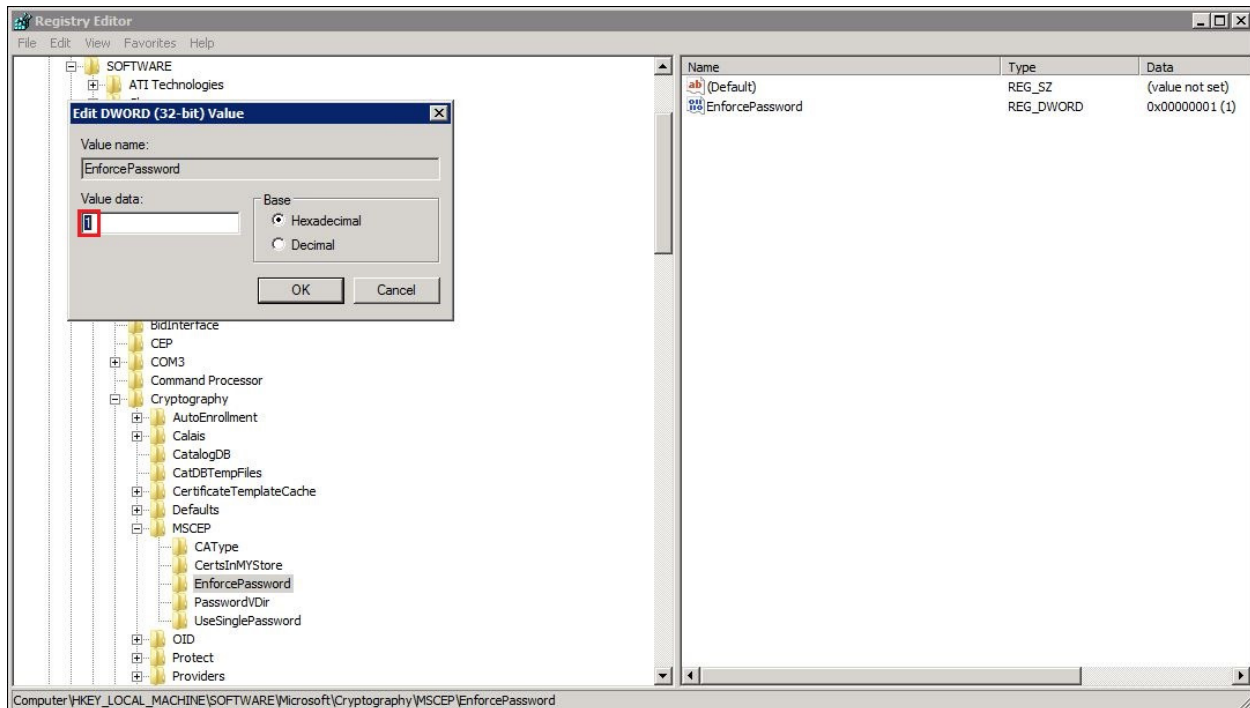 Registry Editor
File Edit View Favorites Help
SOFTWARE
ATI Technologies
Edit DWORD (32-bit) Value
Value name:
EnforcePassword
Value data:
1
Base
Hexadecimal
Decimal
OK Cancel
BidInterface
CEP
COM3
Command Processor
Cryptography
AutoEnrollment
Calais
CatalogDB
CatDBTempFiles
CertificateTemplateCache
Defaults
MSCEP
CAType
CertsInMYStore
EnforcePassword
PasswordVDir
UseSinglePassword
OID
Protect
Providers
Name Type Data
(Default) REG_SZ (value not set)
EnforcePassword REG_DWORD 0x00000001 (1)
Computer\HKEY_LOCAL_MACHINE\SOFTWARE\Microsoft\Cryptography\MSCEP\EnforcePassword